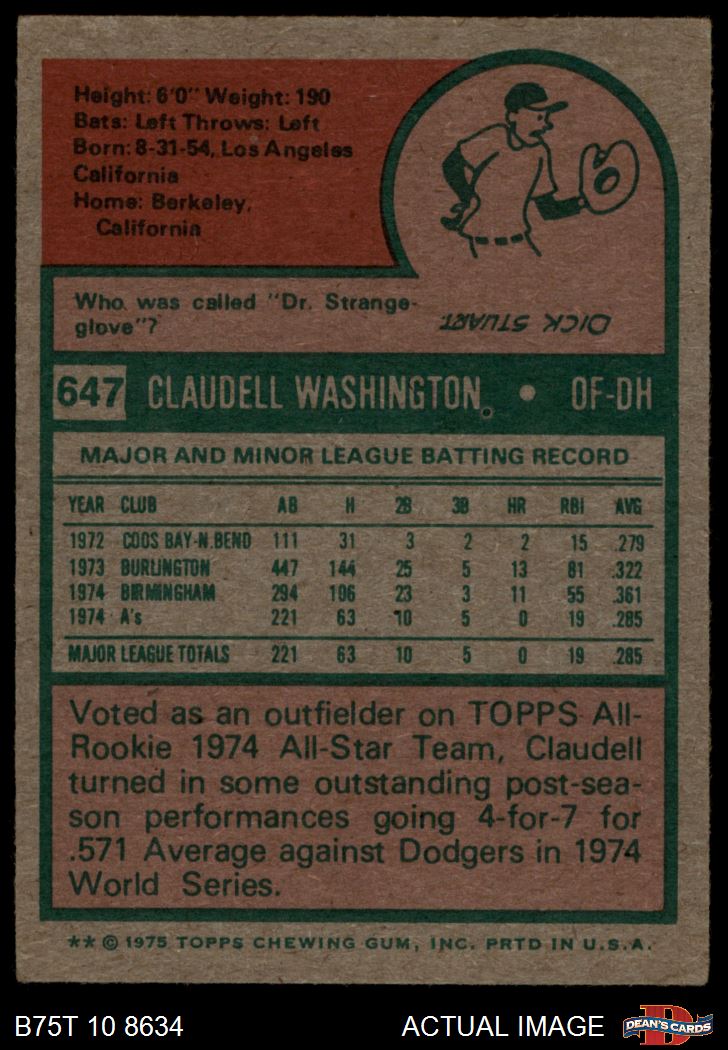 Height: 6'0" Weight: 190
Bats: Left Throws: Left
Born: 8-31-54, Los Angeles
California
Home: Berkeley,
California
Who was called "Dr. Strange-
glove"?
DICK STUART
647 CLAUDELL WASHINGTON • OF-DH
MAJOR AND MINOR LEAGUE BATTING RECORD
YEAR CLUB AB H 2B 3B HR RBI AVG
1972 COOS BAY-N.BEND 111 31 3 2 2 15 .279
1973 BURLINGTON 447 144 25 5 13 81 .322
1974 BIRMINGHAM 294 106 23 3 11 55 .361
1974 A's 221 63 10 5 0 19 .285
MAJOR LEAGUE TOTALS 221 63 10 5 0 19 .285
Voted as an outfielder on TOPPS All-
Rookie 1974 All-Star Team, Claudell
turned in some outstanding post-sea-
son performances going 4-for-7 for
.571 Average against Dodgers in 1974
World Series.
** © 1975 TOPPS CHEWING GUM, INC. PRTD IN U.S.A.
B75T 10 8634 ACTUAL IMAGE
D
DEAN'S CARDS